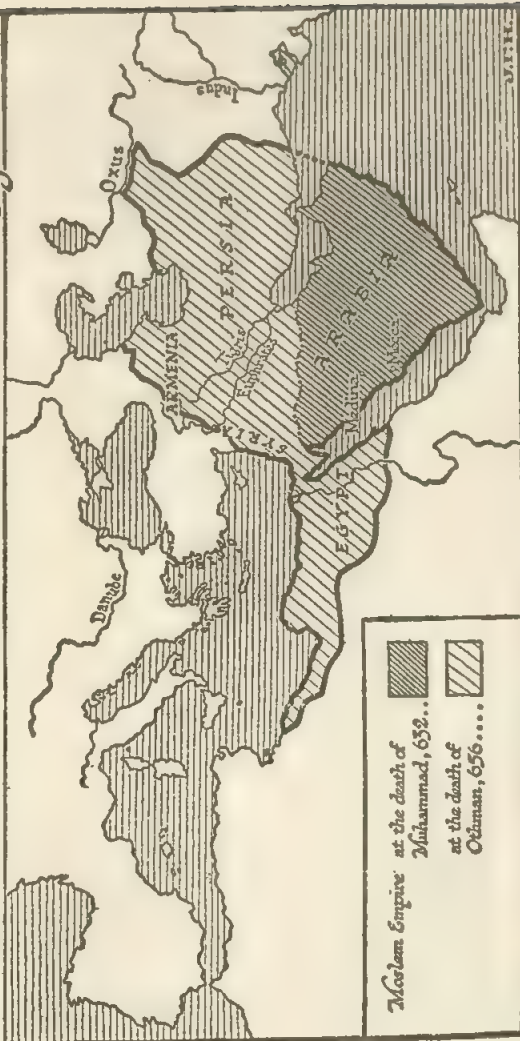 Danube
Oxus
Indus
ARMENIA
PERSIA
Tigris
Euphrates
SYRIA
ARABIA
Medina
Mecca
EGYPT
Moslem Empire at the death of
Muhammad, 632..
at the death of
Othman, 656....
J.F.H.